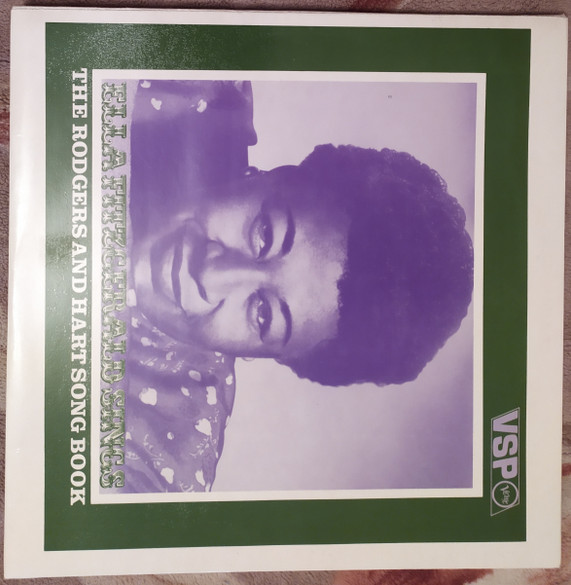 VSP
Verve
ELLA FITZGERALD SINGS
THE RODGERS AND HART SONG BOOK